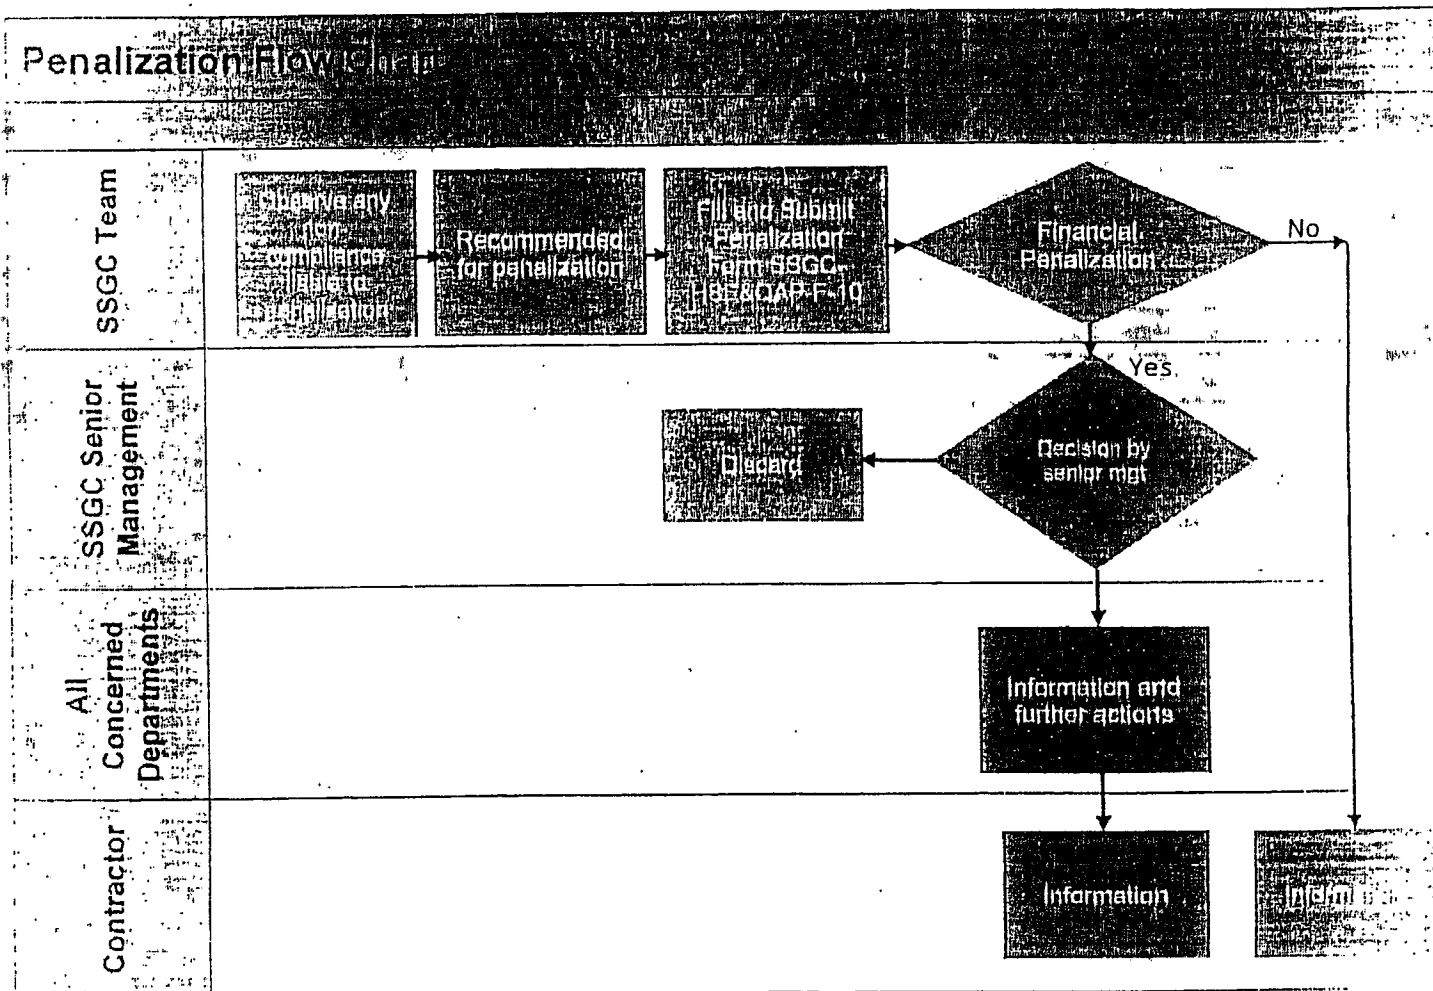 Penalization Flow Chart
SSGC Team
Observe any
non
compliance
penalization
Recommended
for penalization
Fill and Submit
Penalization
Form SSGC-
HSE&QAP-F-10
Financial
Penalization
No
Yes
SSGC Senior
Management
Discard
Decision by
senior mgt
All
Concerned
Departments
Information and
further actions
Contractor
Information